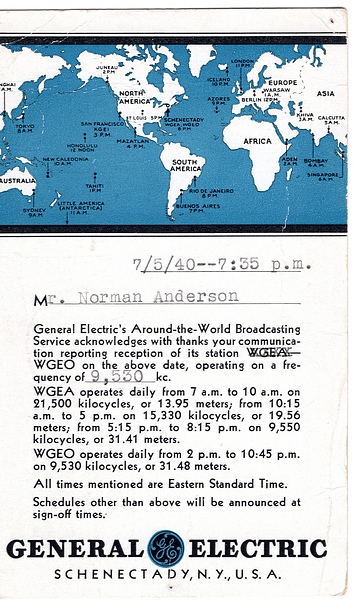 JUNEAU
2 P.M.
LONDON
11 P.M.
ICELAND
10 P.M.
EUROPE
WARSAW
1 A.M.
BERLIN 12 P.M.
AZORES
9 P.M.
ASIA
NORTH
AMERICA
ST LOUIS 5 P.M.
SCHENECTADY
WGEA-WGEO
6 P.M.
SAN FRANCISCO
KGEI
3 P.M.
TOKYO
8 A.M.
HONOLULU
12 NOON
MAZATLAN
4 P.M.
KHIVA
3 A.M.
CALCUTTA
5 A.M.
AFRICA
NEW CALEDONIA
10 A.M.
SOUTH
AMERICA
ADEN
2 A.M.
BOMBAY
4 A.M.
SINGAPORE
6 A.M.
AUSTRALIA
TAHITI
1 P.M.
RIO DE JANEIRO
8 P.M.
SYDNEY
9 A.M.
LITTLE AMERICA
(ANTARCTICA)
11 A.M.
BUENOS AIRES
7 P.M.
7/5/40--7:35 p.m.
Mr. Norman Anderson
General Electric's Around-the-World Broadcasting
Service acknowledges with thanks your communica-
tion reporting reception of its station WGEA
WGEO on the above date, operating on a fre-
quency of 9,530 kc.
WGEA operates daily from 7 a.m. to 10 a.m. on
21,500 kilocycles, or 13.95 meters; from 10:15
a.m. to 5 p.m. on 15,330 kilocycles, or 19.56
meters; from 5:15 p.m. to 8:15 p.m. on 9,550
kilocycles, or 31.41 meters.
WGEO operates daily from 2 p.m. to 10:45 p.m.
on 9,530 kilocycles, or 31.48 meters.
All times mentioned are Eastern Standard Time.
Schedules other than above will be announced at
sign-off times.
GENERAL GE ELECTRIC
SCHENECTADY, N.Y., U.S.A.